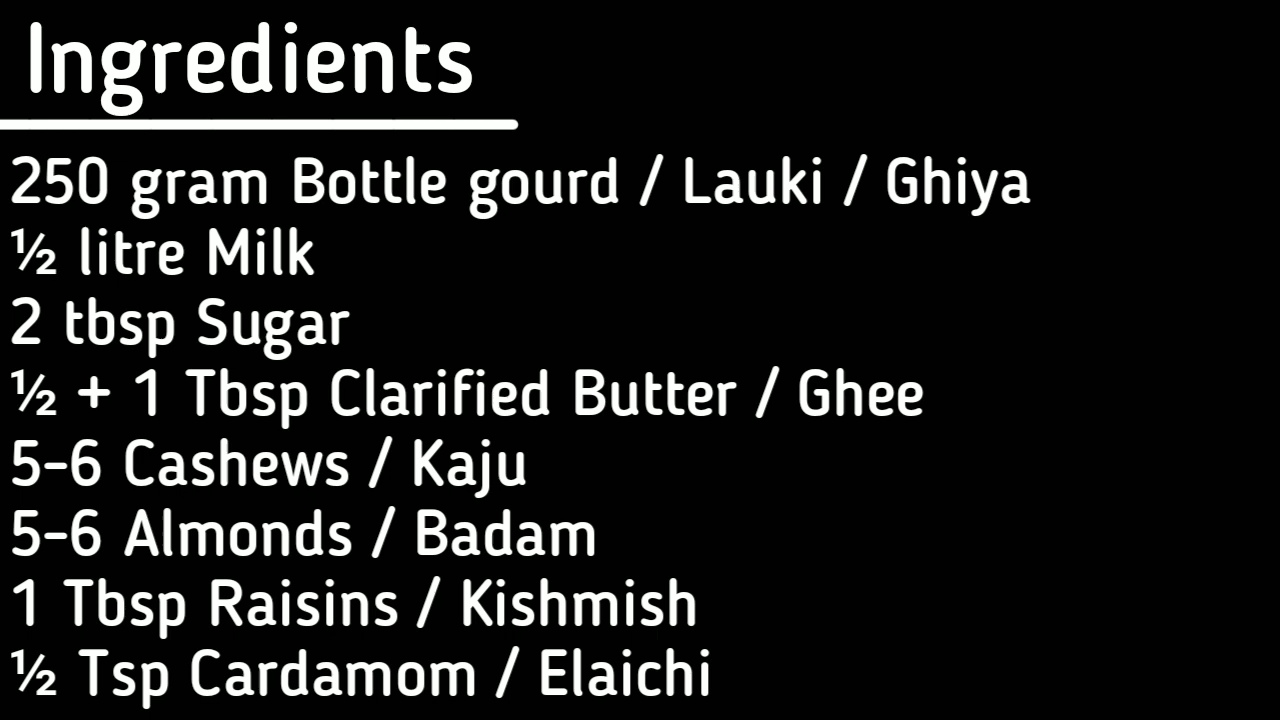 Ingredients
250 gram Bottle gourd / Lauki / Ghiya
½ litre Milk
2 tbsp Sugar
½ + 1 Tbsp Clarified Butter / Ghee
5-6 Cashews / Kaju
5-6 Almonds / Badam
1 Tbsp Raisins / Kishmish
½ Tsp Cardamom / Elaichi